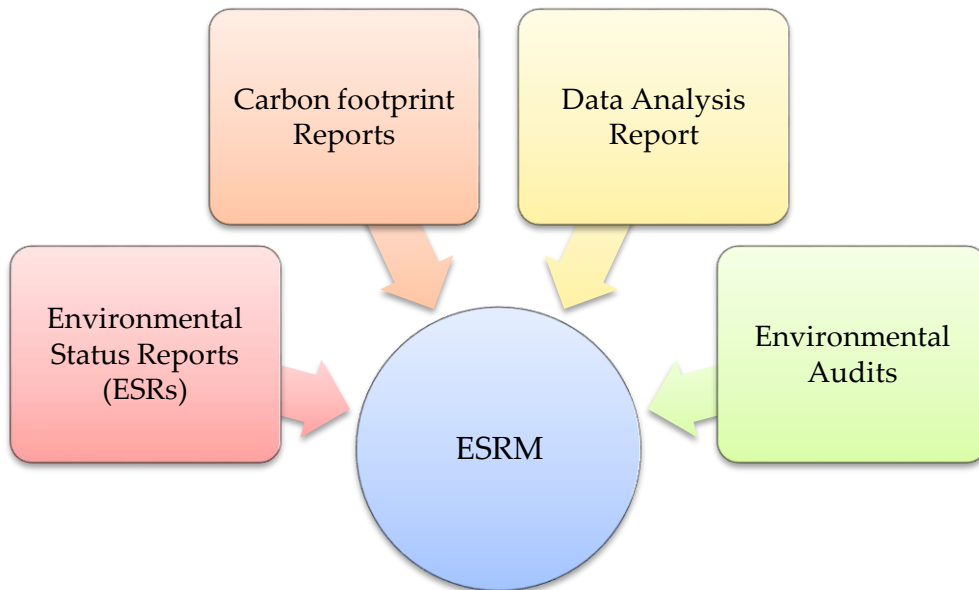 Carbon footprint
Reports
Data Analysis
Report
Environmental
Status Reports
(ESRs)
Environmental
Audits
ESRM